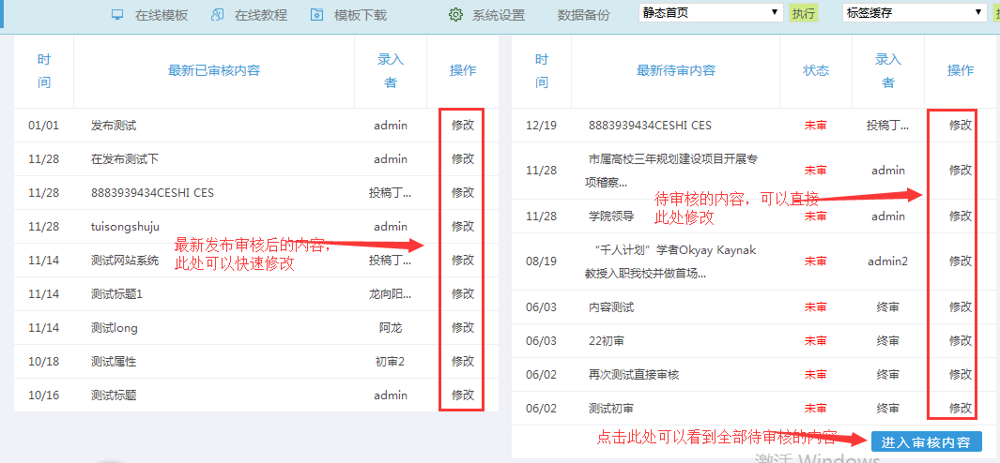 在线模板 在线教程 模板下载 系统设置 数据备份 静态首页 执行 标签缓存
时间 最新已审核内容 录入者 操作
01/01 发布测试 admin 修改
11/28 在发布测试下 admin 修改
11/28 8883939434CESHI CES 投稿丁... 修改
11/28 tuisongshuju admin 修改
11/14 测试网站系统 投稿丁... 修改
11/14 测试标题1 龙向阳... 修改
11/14 测试long 阿龙 修改
10/18 测试属性 初审2 修改
10/16 测试标题 admin 修改
最新发布审核后的内容，
此处可以快速修改
时间 最新待审内容 状态 录入者 操作
12/19 8883939434CESHI CES 未审 投稿丁... 修改
11/28 市属高校三年规划建设项目开展专
项稽察... 未审 admin 修改
11/28 学院领导 未审 admin 修改
08/19 “千人计划”学者Okyay Kaynak
教授入职我校并做首场... 未审 admin2 修改
06/03 内容测试 未审 终审 修改
06/03 22初审 未审 终审 修改
06/02 再次测试直接审核 未审 终审 修改
06/02 测试初审 未审 终审 修改
待审核的内容，可以直接
此处修改
点击此处可以看到全部待审核的内容
进入审核内容
激活 Windows